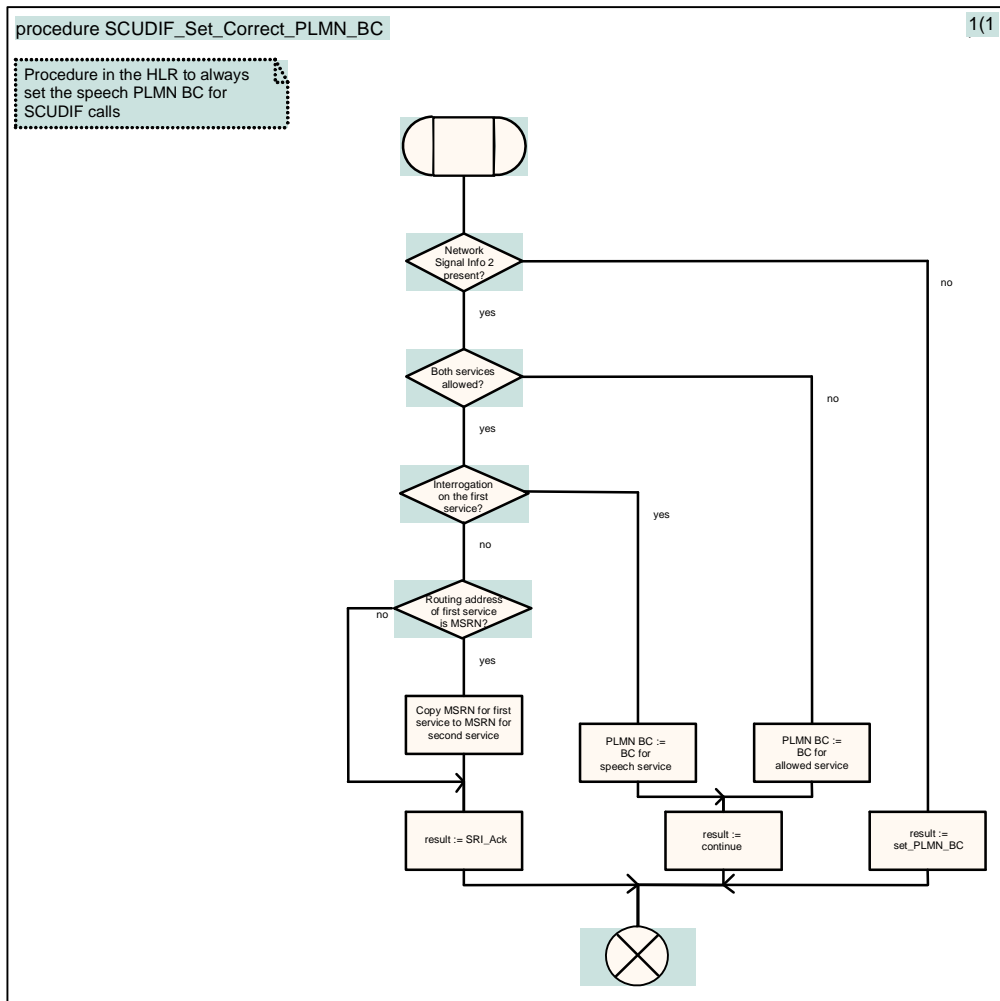 procedure SCUDIF_Set_Correct_PLMN_BC
1(1
Procedure in the HLR to always
set the speech PLMN BC for
SCUDIF calls
Network
Signal Info 2
present?
no
yes
Both services
allowed?
no
yes
Interrogation
on the first
service?
yes
no
Routing address
of first service
is MSRN?
no
yes
Copy MSRN for first
service to MSRN for
second service
PLMN BC :=
BC for
speech service
PLMN BC :=
BC for
allowed service
result := SRI_Ack
result :=
continue
result :=
set_PLMN_BC